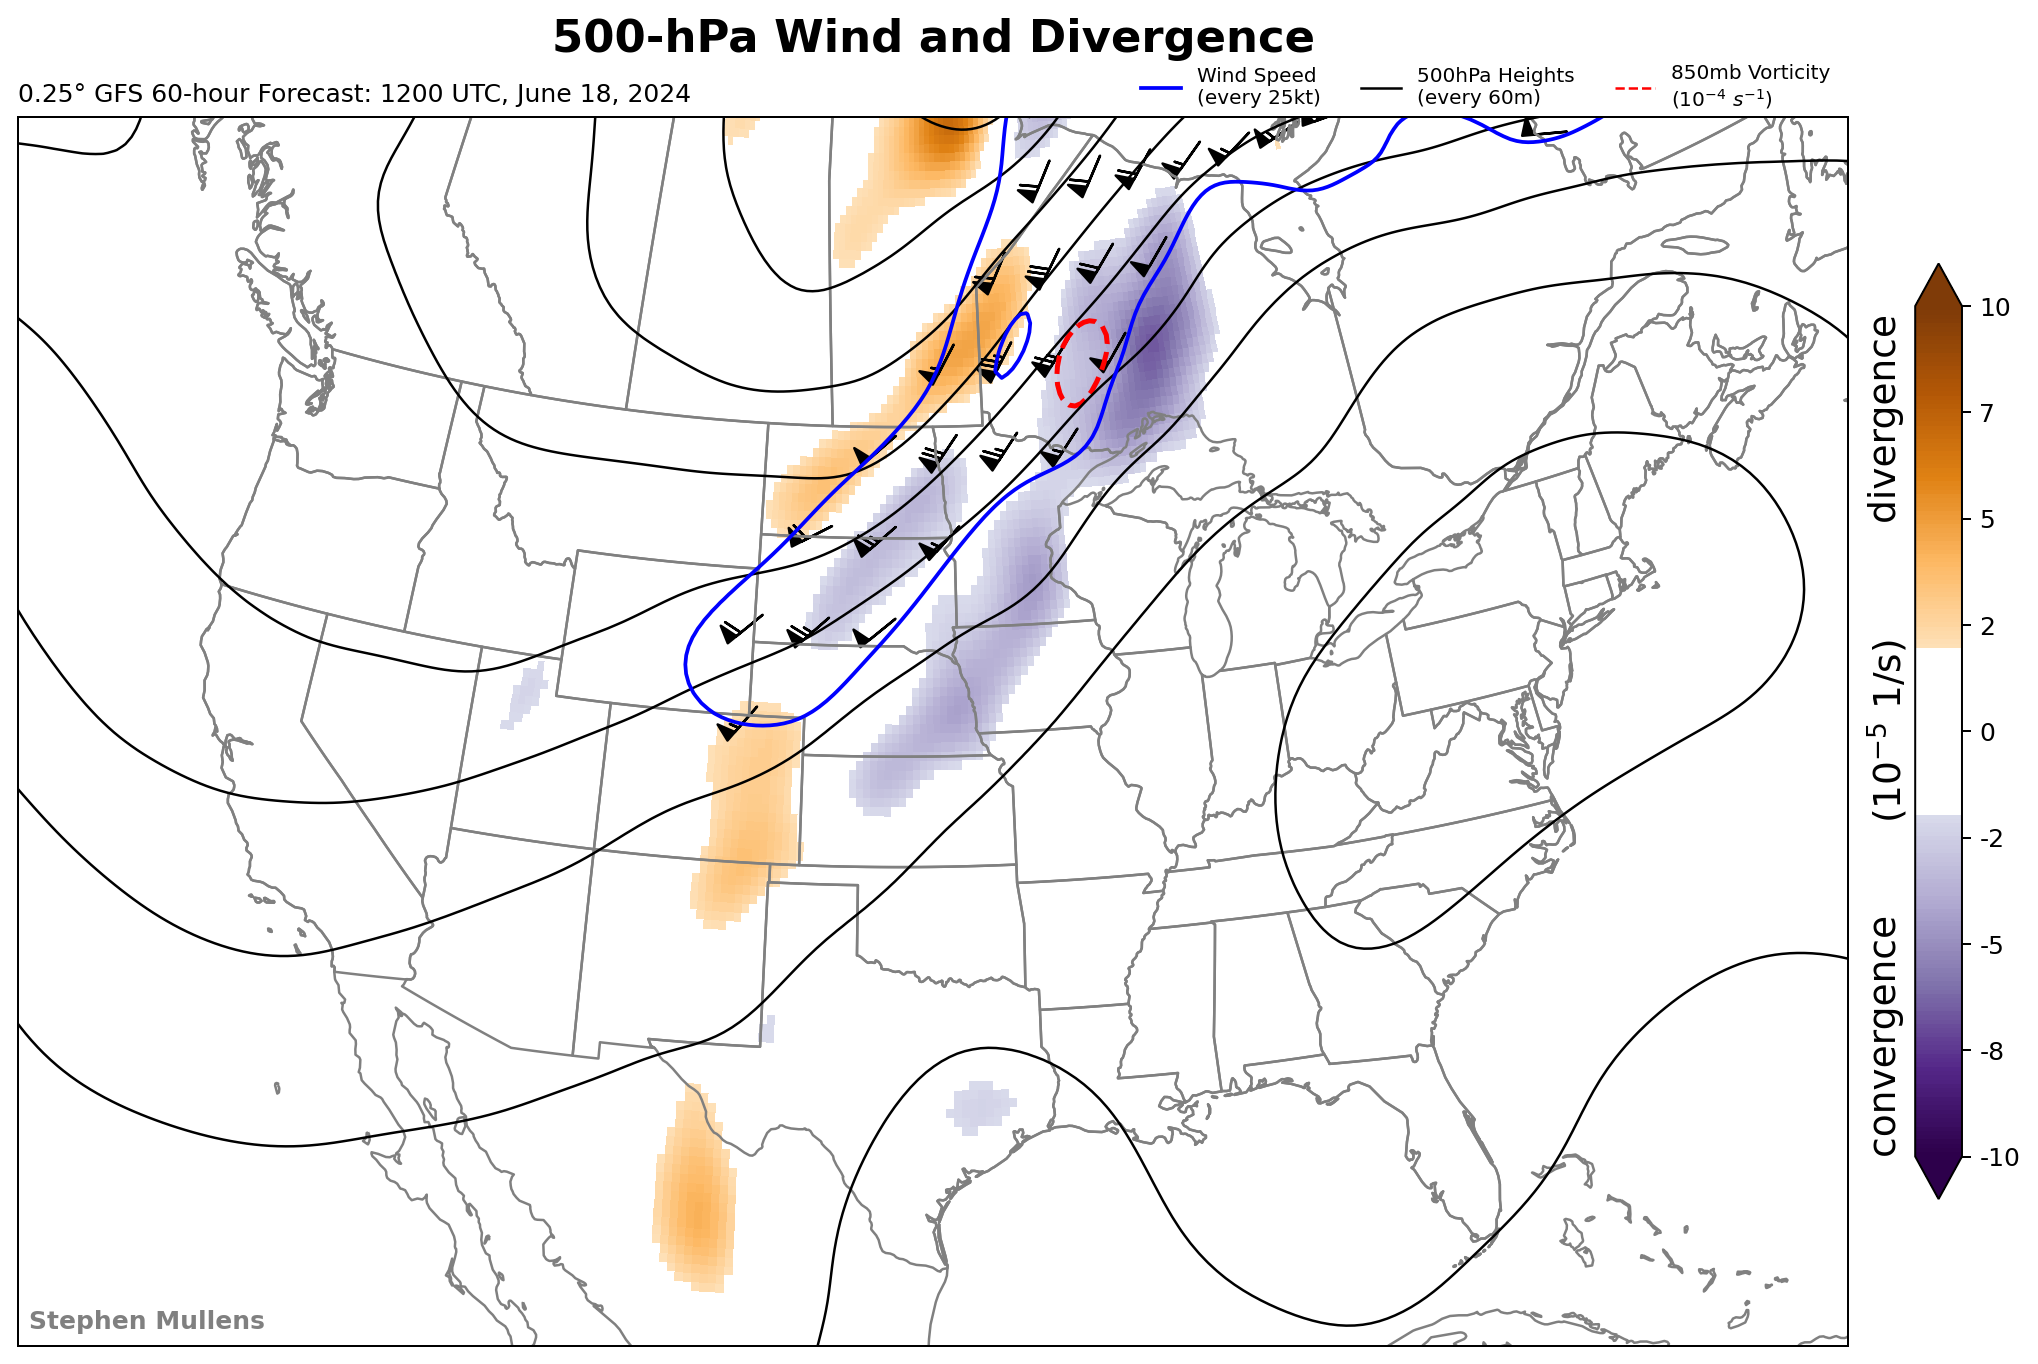 500-hPa Wind and Divergence
0.25° GFS 60-hour Forecast: 1200 UTC, June 18, 2024
Wind Speed
(every 25kt)
500hPa Heights
(every 60m)
850mb Vorticity
(10⁻⁴ s⁻¹)
10
7
5
2
0
-2
-5
-8
-10
divergence
(10⁻⁵ 1/s)
convergence
Stephen Mullens